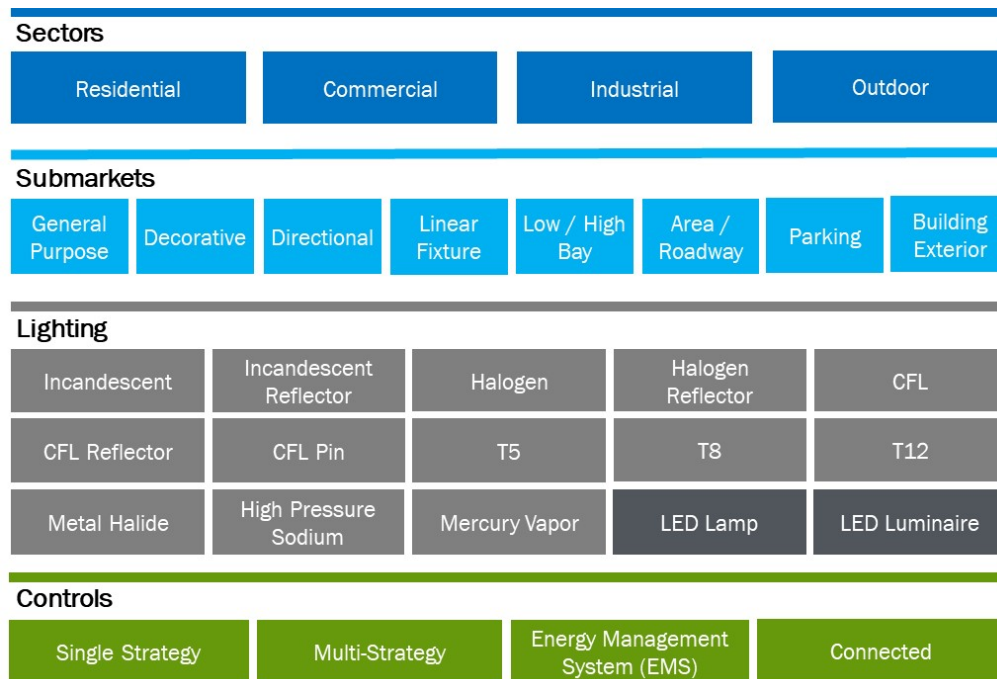 Sectors
Residential
Commercial
Industrial
Outdoor
Submarkets
General
Purpose
Decorative
Directional
Linear
Fixture
Low / High
Bay
Area /
Roadway
Parking
Building
Exterior
Lighting
Incandescent
Incandescent
Reflector
Halogen
Halogen
Reflector
CFL
CFL Reflector
CFL Pin
T5
T8
T12
Metal Halide
High Pressure
Sodium
Mercury Vapor
LED Lamp
LED Luminaire
Controls
Single Strategy
Multi-Strategy
Energy Management
System (EMS)
Connected